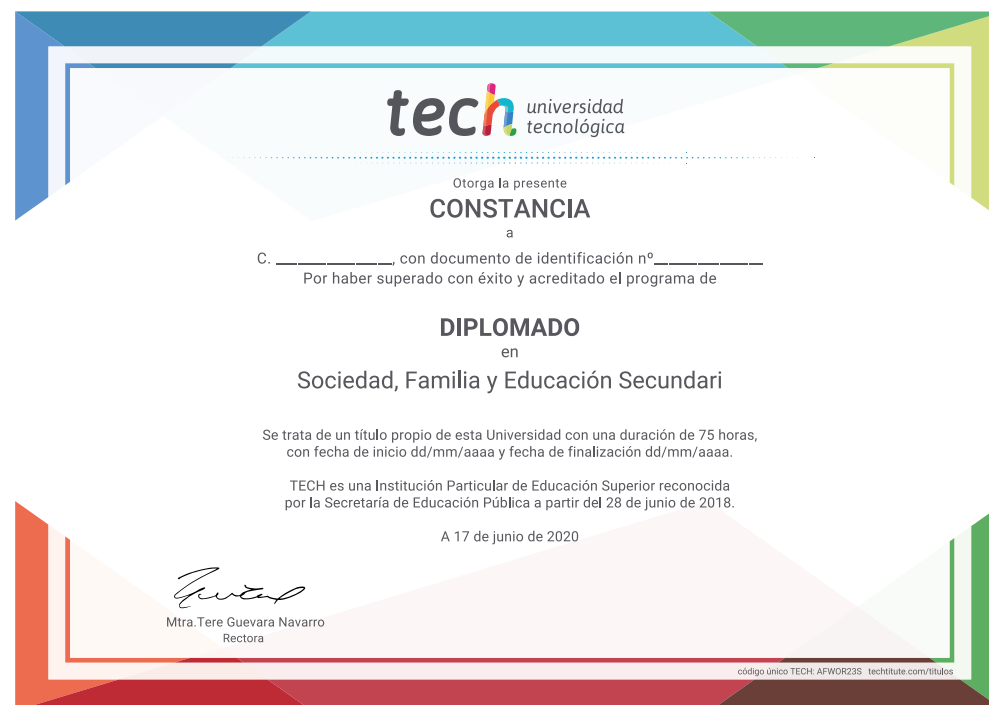 tech universidad
tecnológica
Otorga la presente
CONSTANCIA
a
C. ____________, con documento de identificación nº____________
Por haber superado con éxito y acreditado el programa de
DIPLOMADO
en
Sociedad, Familia y Educación Secundari
Se trata de un título propio de esta Universidad con una duración de 75 horas,
con fecha de inicio dd/mm/aaaa y fecha de finalización dd/mm/aaaa.
TECH es una Institución Particular de Educación Superior reconocida
por la Secretaría de Educación Pública a partir del 28 de junio de 2018.
A 17 de junio de 2020
Mtra.Tere Guevara Navarro
Rectora
código único TECH: AFWOR23S techtitute.com/titulos